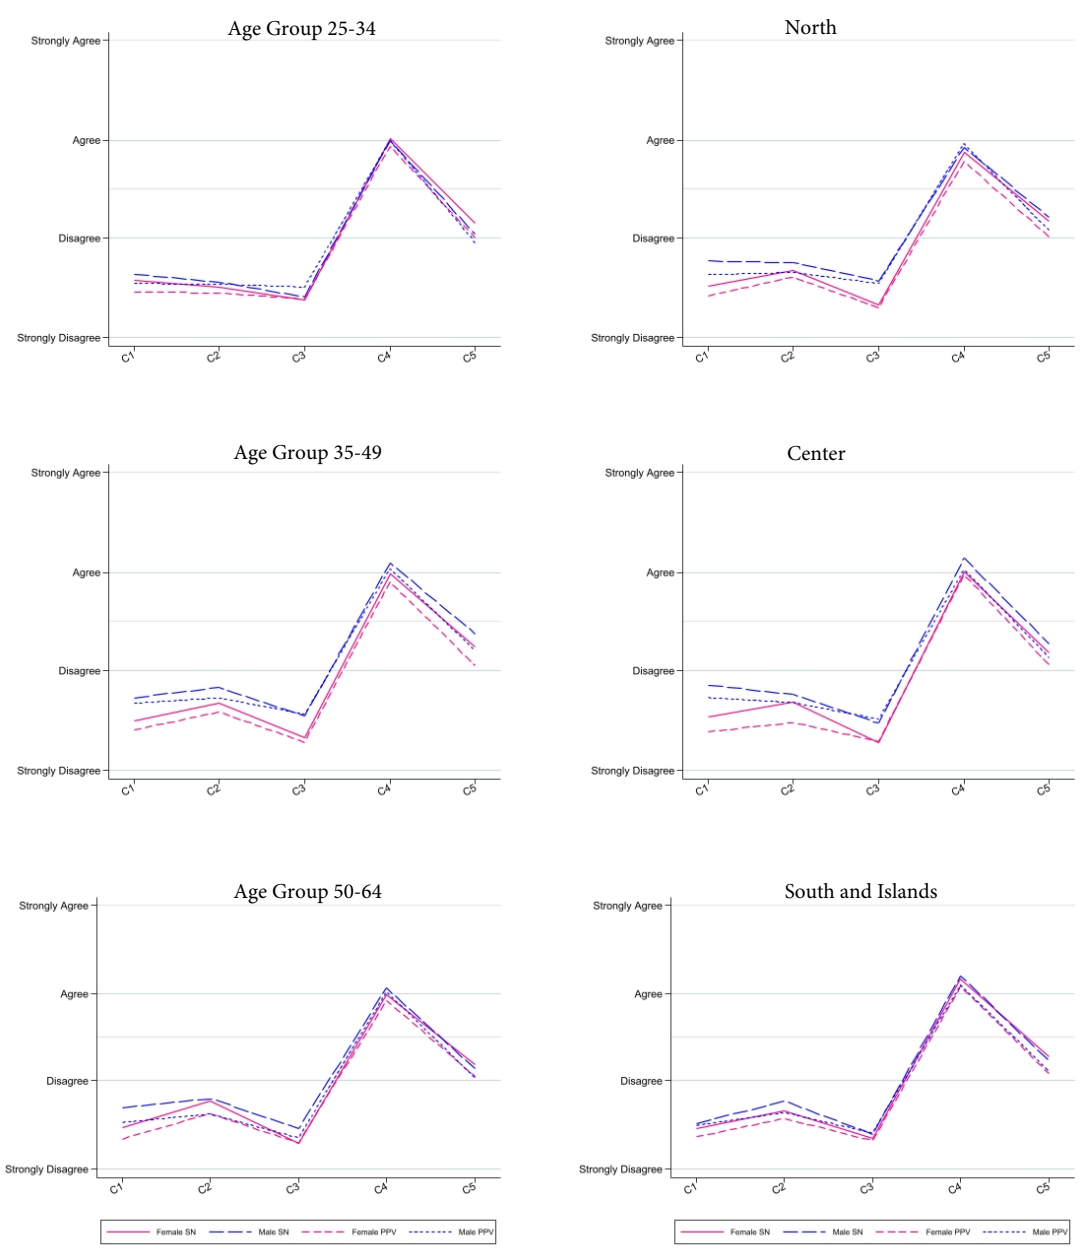 Age Group 25-34
Strongly Agree
Agree
Disagree
Strongly Disagree
C1 C2 C3 C4 C5
North
Strongly Agree
Agree
Disagree
Strongly Disagree
C1 C2 C3 C4 C5
Age Group 35-49
Strongly Agree
Agree
Disagree
Strongly Disagree
C1 C2 C3 C4 C5
Center
Strongly Agree
Agree
Disagree
Strongly Disagree
C1 C2 C3 C4 C5
Age Group 50-64
Strongly Agree
Agree
Disagree
Strongly Disagree
C1 C2 C3 C4 C5
Female SN Male SN Female PPV Male PPV
South and Islands
Strongly Agree
Agree
Disagree
Strongly Disagree
C1 C2 C3 C4 C5
Female SN Male SN Female PPV Male PPV